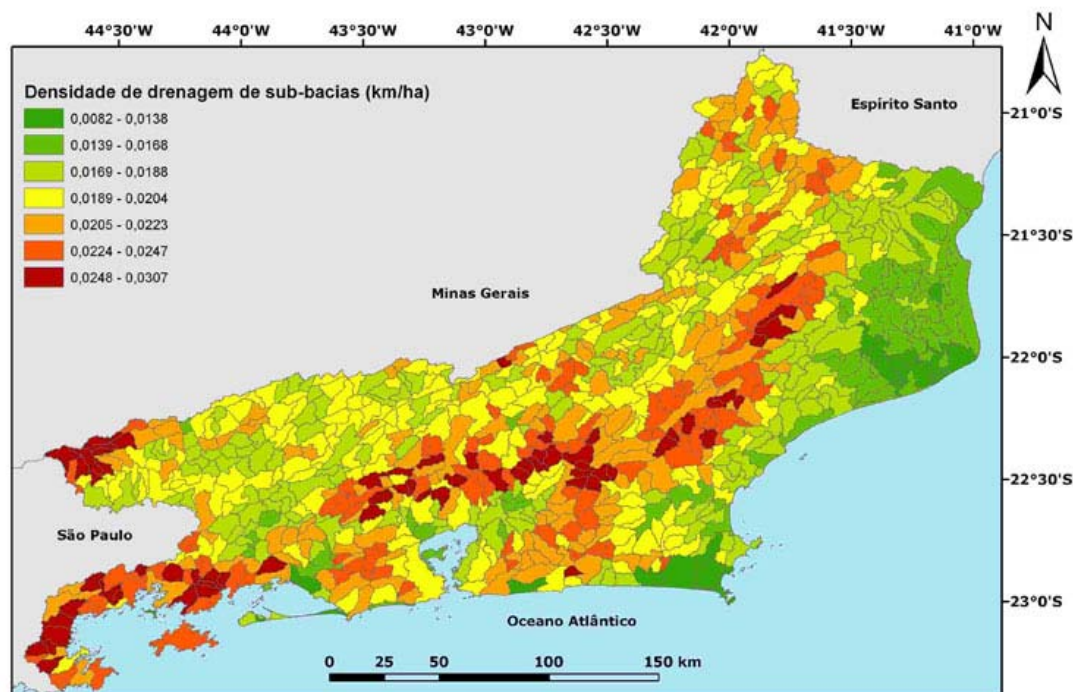 44°30'W 44°0'W 43°30'W 43°0'W 42°30'W 42°0'W 41°30'W 41°0'W
N
Densidade de drenagem de sub-bacias (km/ha)
0,0082 - 0,0138
0,0139 - 0,0168
0,0169 - 0,0188
0,0189 - 0,0204
0,0205 - 0,0223
0,0224 - 0,0247
0,0248 - 0,0307
Espírito Santo
21°0'S
21°30'S
Minas Gerais
22°0'S
22°30'S
São Paulo
23°0'S
Oceano Atlântico
0 25 50 100 150 km